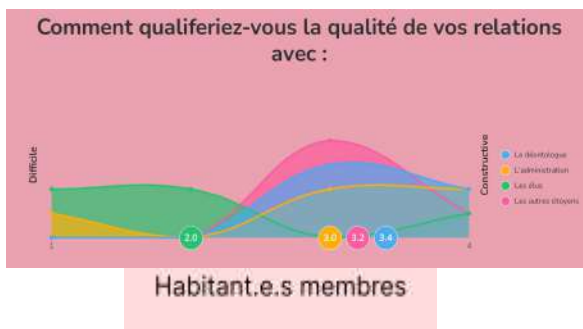 Comment qualiferiez-vous la qualité de vos relations
avec :
Difficile
Constructive
La déontologue
L'administration
Les élus
Les autres citoyens
2.0
3.0
3.2
3.4
1
4
Habitant.e.s membres